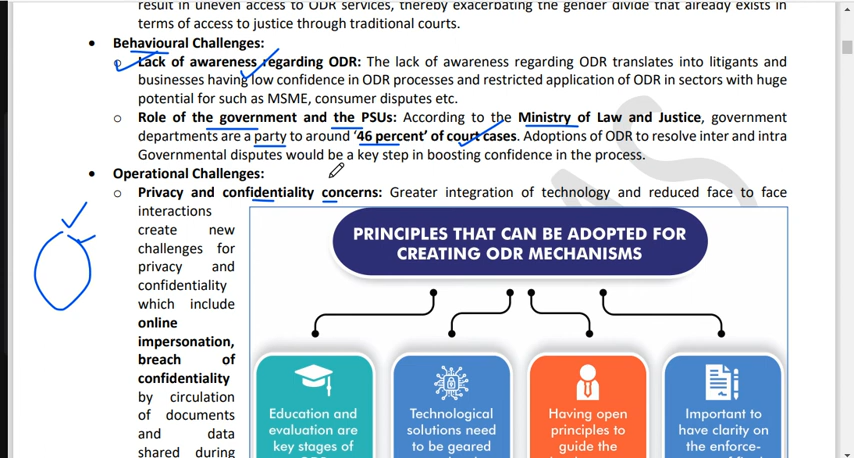 result in uneven access to ODR services, thereby exacerbating the gender divide that already exists in
terms of access to justice through traditional courts.
• Behavioural Challenges:
o Lack of awareness regarding ODR: The lack of awareness regarding ODR translates into litigants and
businesses having low confidence in ODR processes and restricted application of ODR in sectors with huge
potential for such as MSME, consumer disputes etc.
o Role of the government and the PSUs: According to the Ministry of Law and Justice, government
departments are a party to around '46 percent' of court cases. Adoptions of ODR to resolve inter and intra
Governmental disputes would be a key step in boosting confidence in the process.
• Operational Challenges:
o Privacy and confidentiality concerns: Greater integration of technology and reduced face to face
interactions
create new
challenges for
privacy and
confidentiality
which include
online
impersonation,
breach of
confidentiality
by circulation
of documents
and data
shared during
PRINCIPLES THAT CAN BE ADOPTED FOR
CREATING ODR MECHANISMS
Education and
evaluation are
key stages of
Technological
solutions need
to be geared
Having open
principles to
guide the
Important to
have clarity on
the enforce-